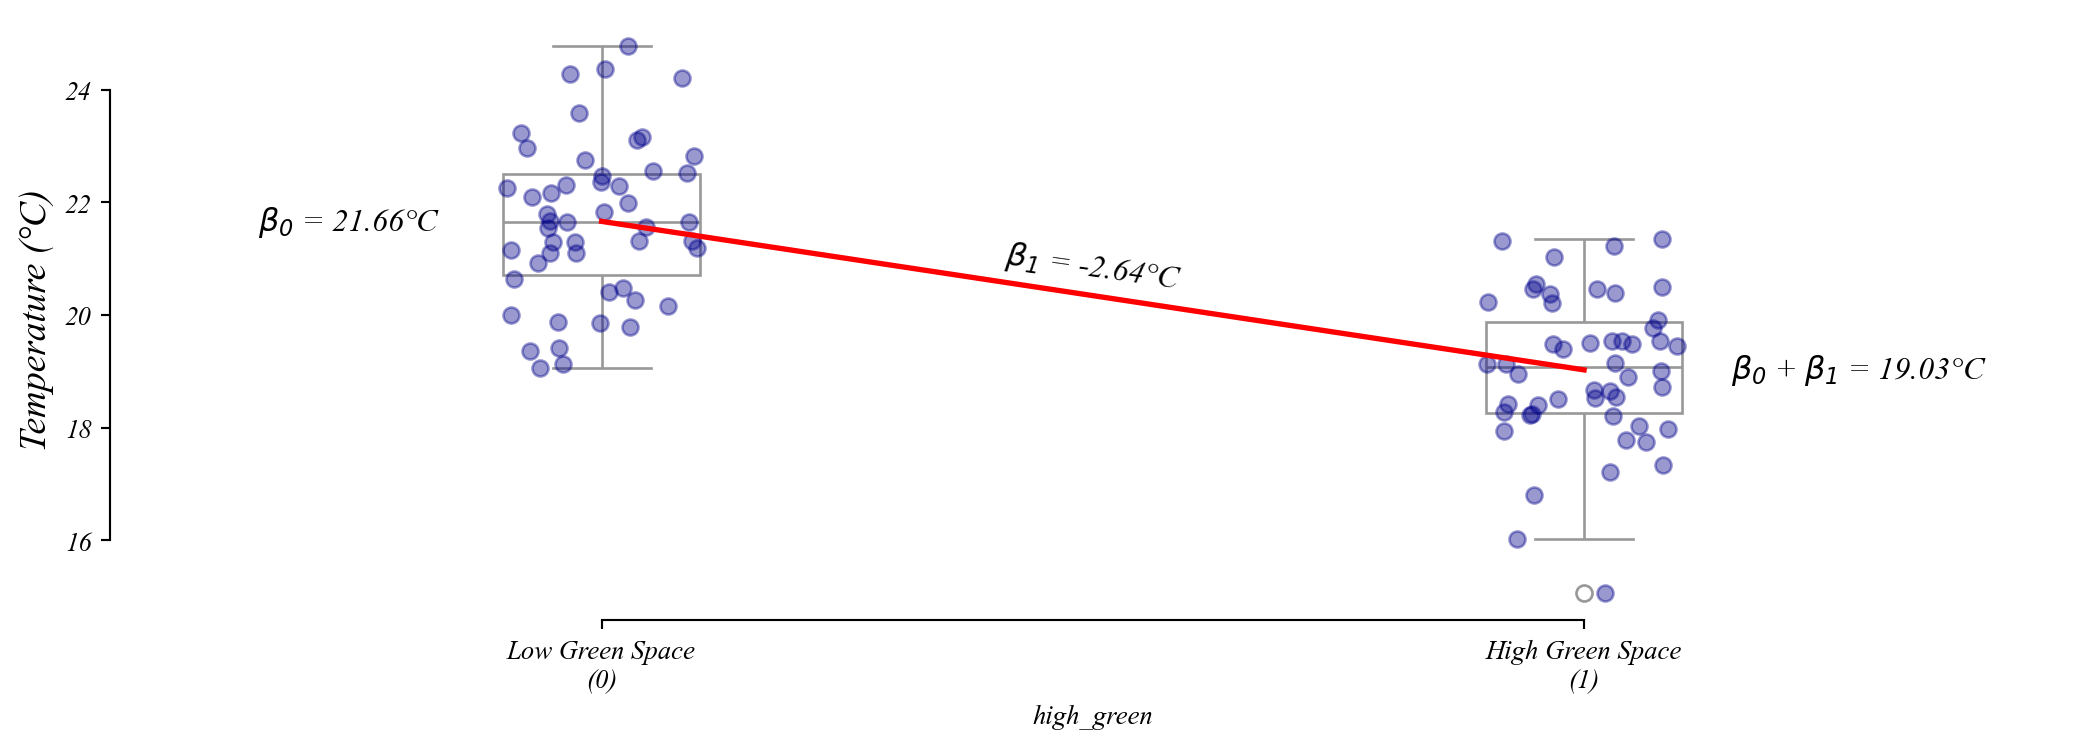 24
22
20
18
16
Temperature (°C)
β0 = 21.66°C
β1 = -2.64°C
β0 + β1 = 19.03°C
Low Green Space
(0)
High Green Space
(1)
high_green